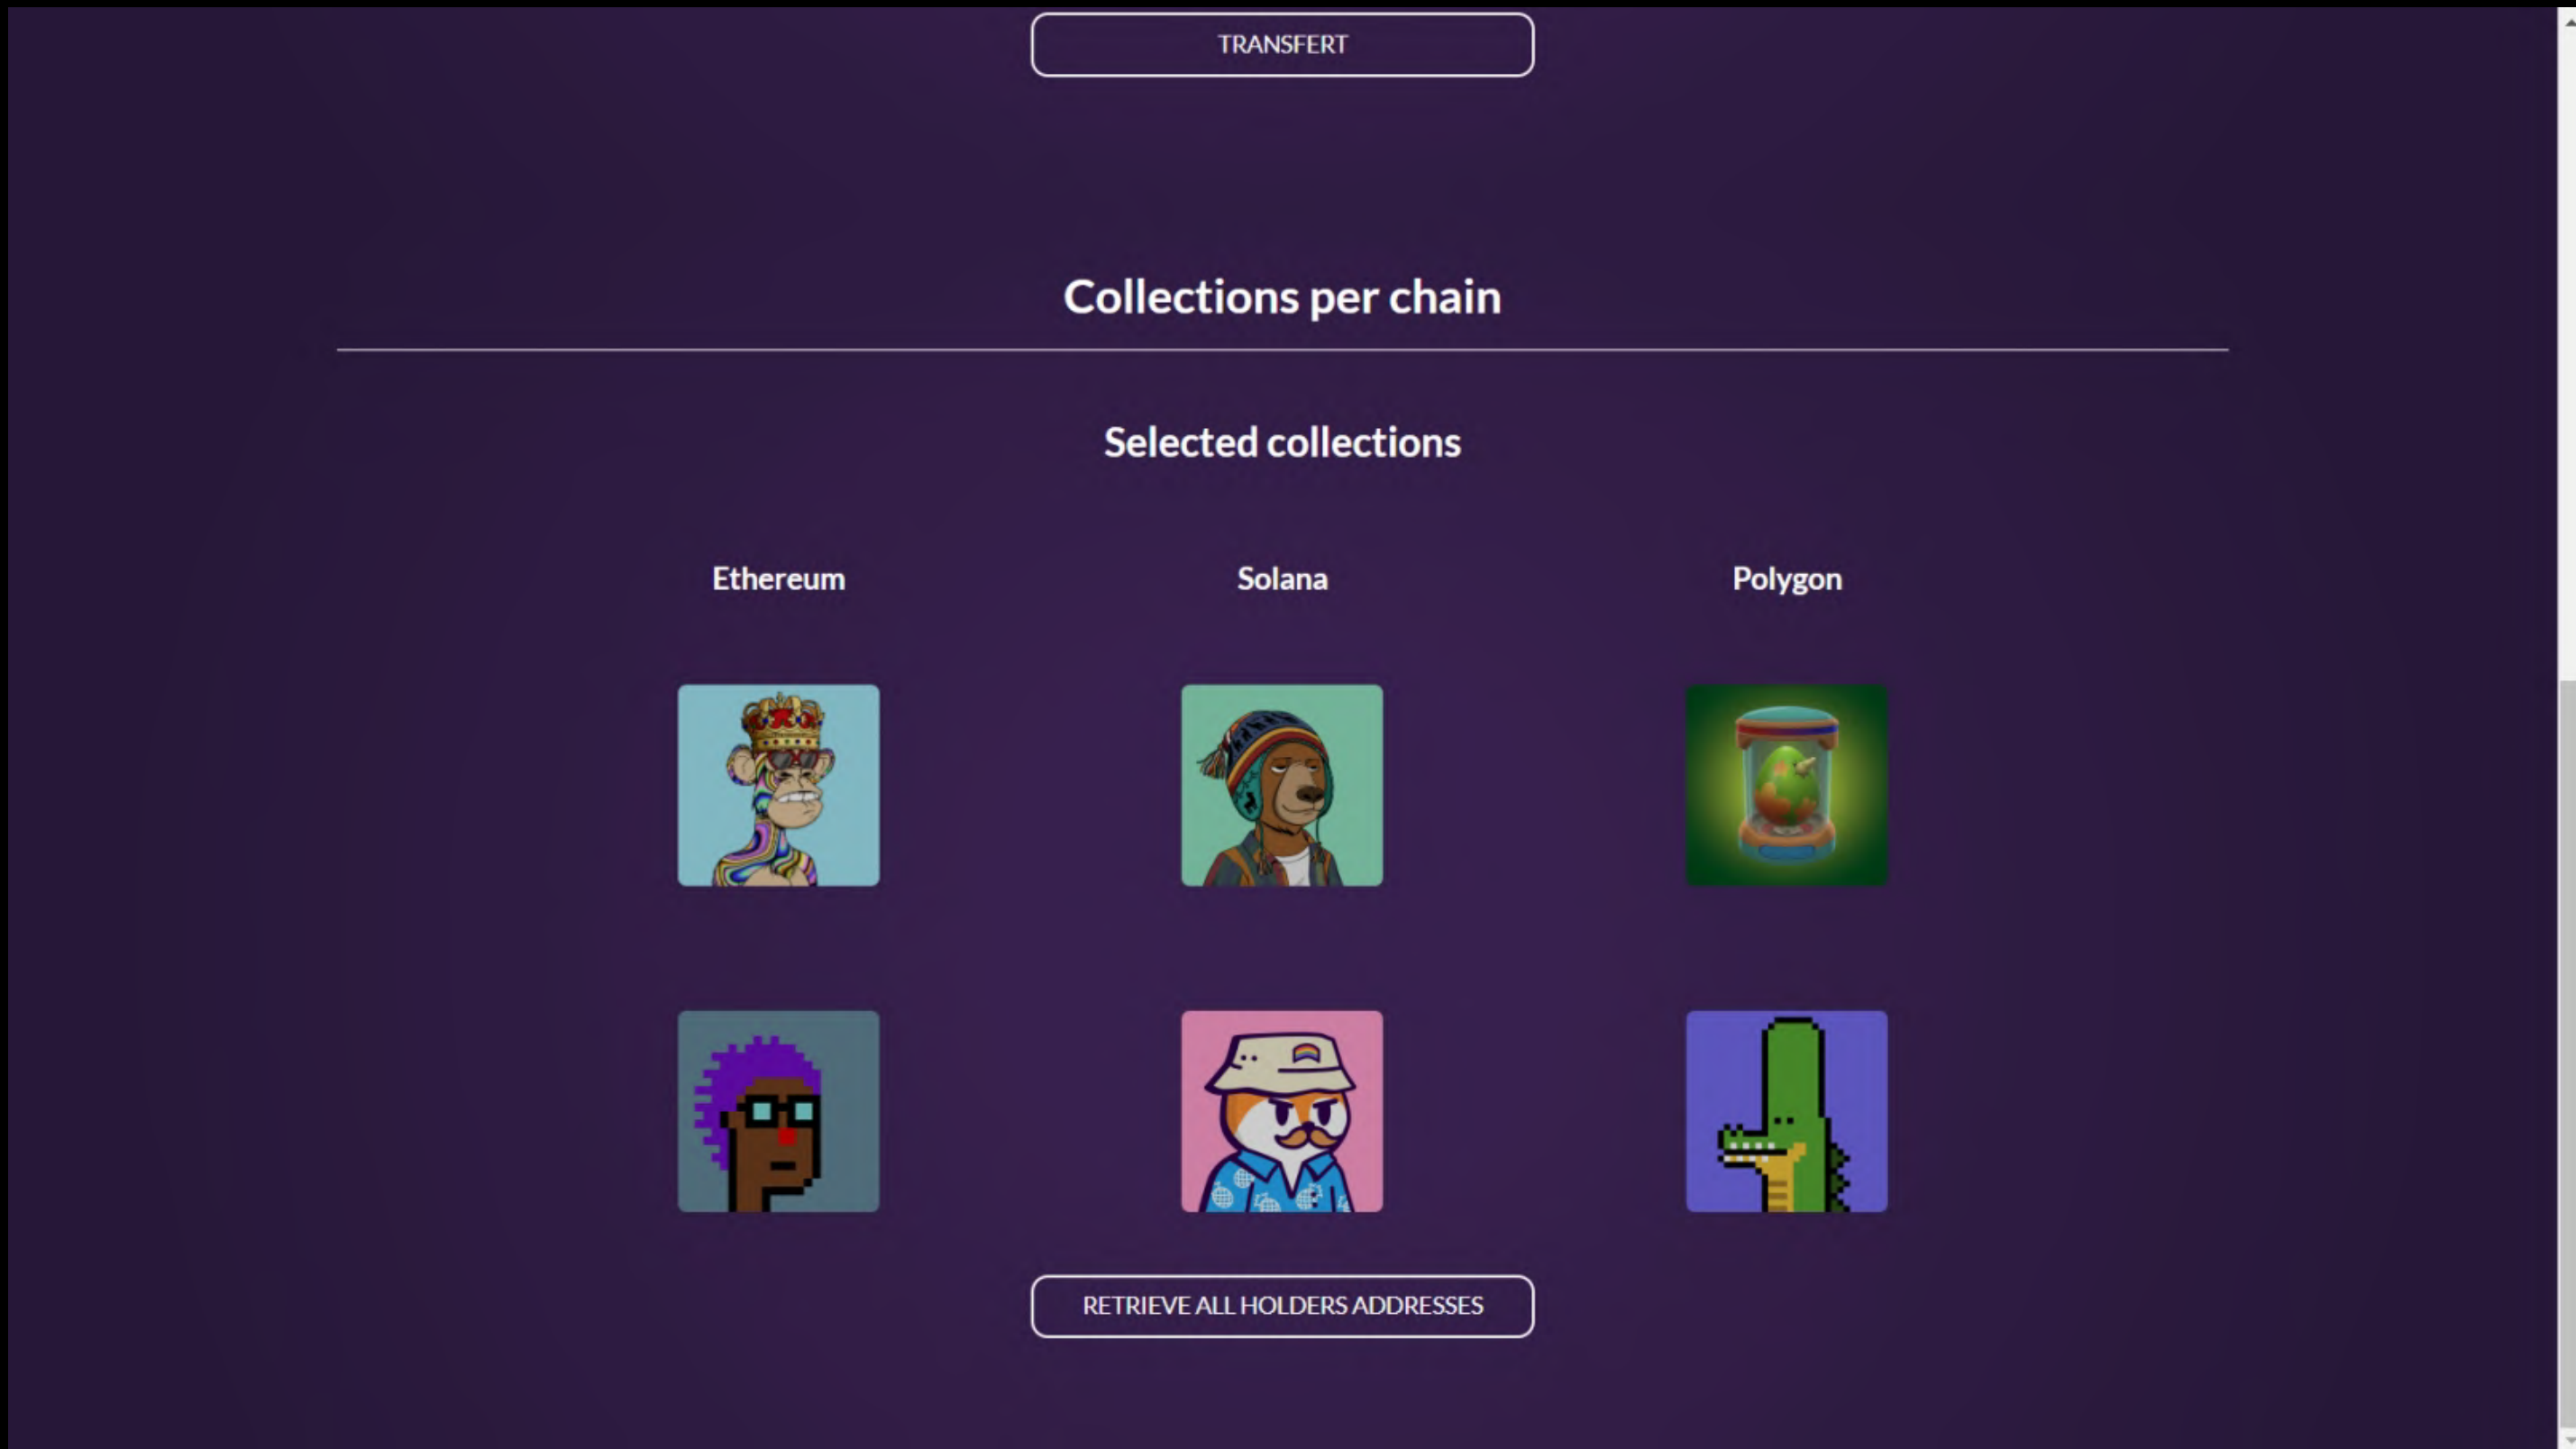 TRANSFERT
Collections per chain
Selected collections
Ethereum
Solana
Polygon
RETRIEVE ALL HOLDERS ADDRESSES